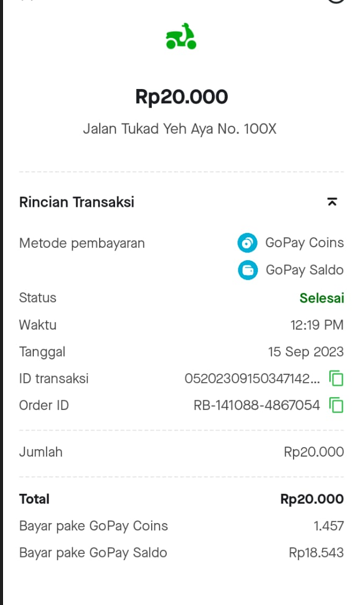 Rp20.000
Jalan Tukad Yeh Aya No. 100X
Rincian Transaksi
Metode pembayaran GoPay Coins
GoPay Saldo
Status Selesai
Waktu 12:19 PM
Tanggal 15 Sep 2023
ID transaksi 05202309150347142...
Order ID RB-141088-4867054
Jumlah Rp20.000
Total Rp20.000
Bayar pake GoPay Coins 1.457
Bayar pake GoPay Saldo Rp18.543